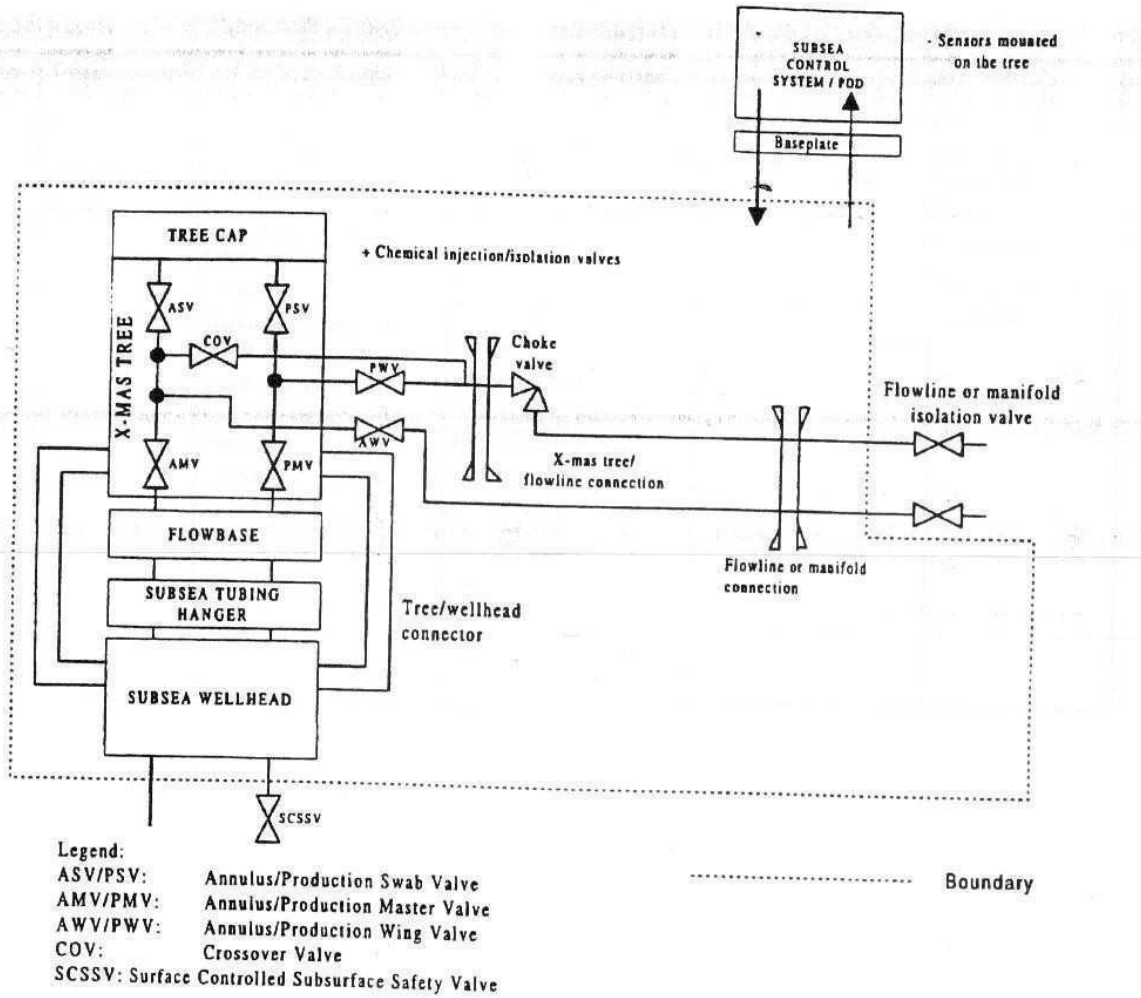 SUBSEA
CONTROL
SYSTEM / POD
- Sensors mounted
on the tree
Baseplate
TREE CAP
+ Chemical injection/isolation valves
X-MAS TREE
ASV
PSV
COV
PWV
Choke
valve
Flowline or manifold
isolation valve
AWV
AMV
PMV
X-mas tree/
flowline connection
FLOWBASE
Flowline or manifold
connection
SUBSEA TUBING
HANGER
Tree/wellhead
connector
SUBSEA WELLHEAD
SCSSV
Legend:
ASV/PSV: Annulus/Production Swab Valve
AMV/PMV: Annulus/Production Master Valve
AWV/PWV: Annulus/Production Wing Valve
COV: Crossover Valve
SCSSV: Surface Controlled Subsurface Safety Valve
Boundary